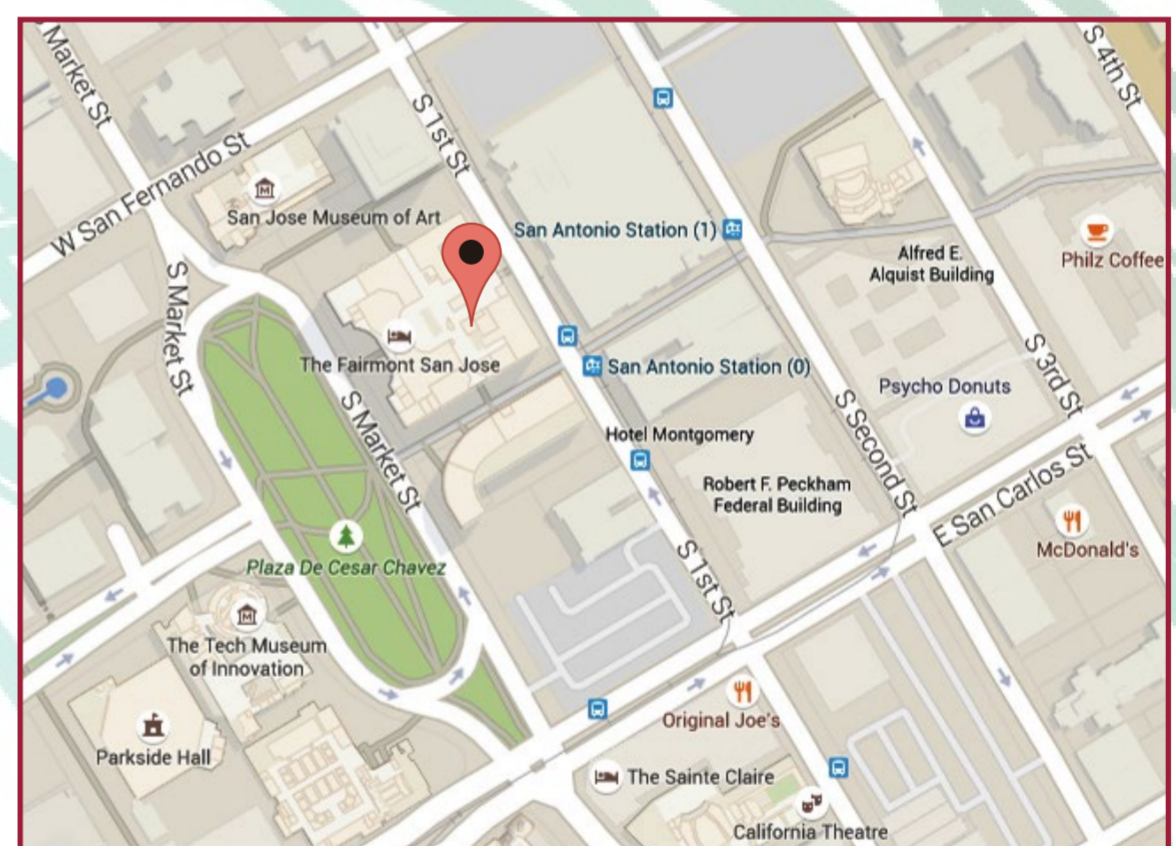 S Market St
S 4th St
S 1st St
W San Fernando St
San Jose Museum of Art
San Antonio Station (1)
Alfred E.
Alquist Building
Philz Coffee
S Market St
The Fairmont San Jose
San Antonio Station (0)
S 3rd St
Psycho Donuts
S Market St
S Second St
Hotel Montgomery
Robert F. Peckham
Federal Building
E San Carlos St
McDonald's
Plaza De Cesar Chavez
S 1st St
The Tech Museum
of Innovation
Original Joe's
Parkside Hall
The Sainte Claire
California Theatre